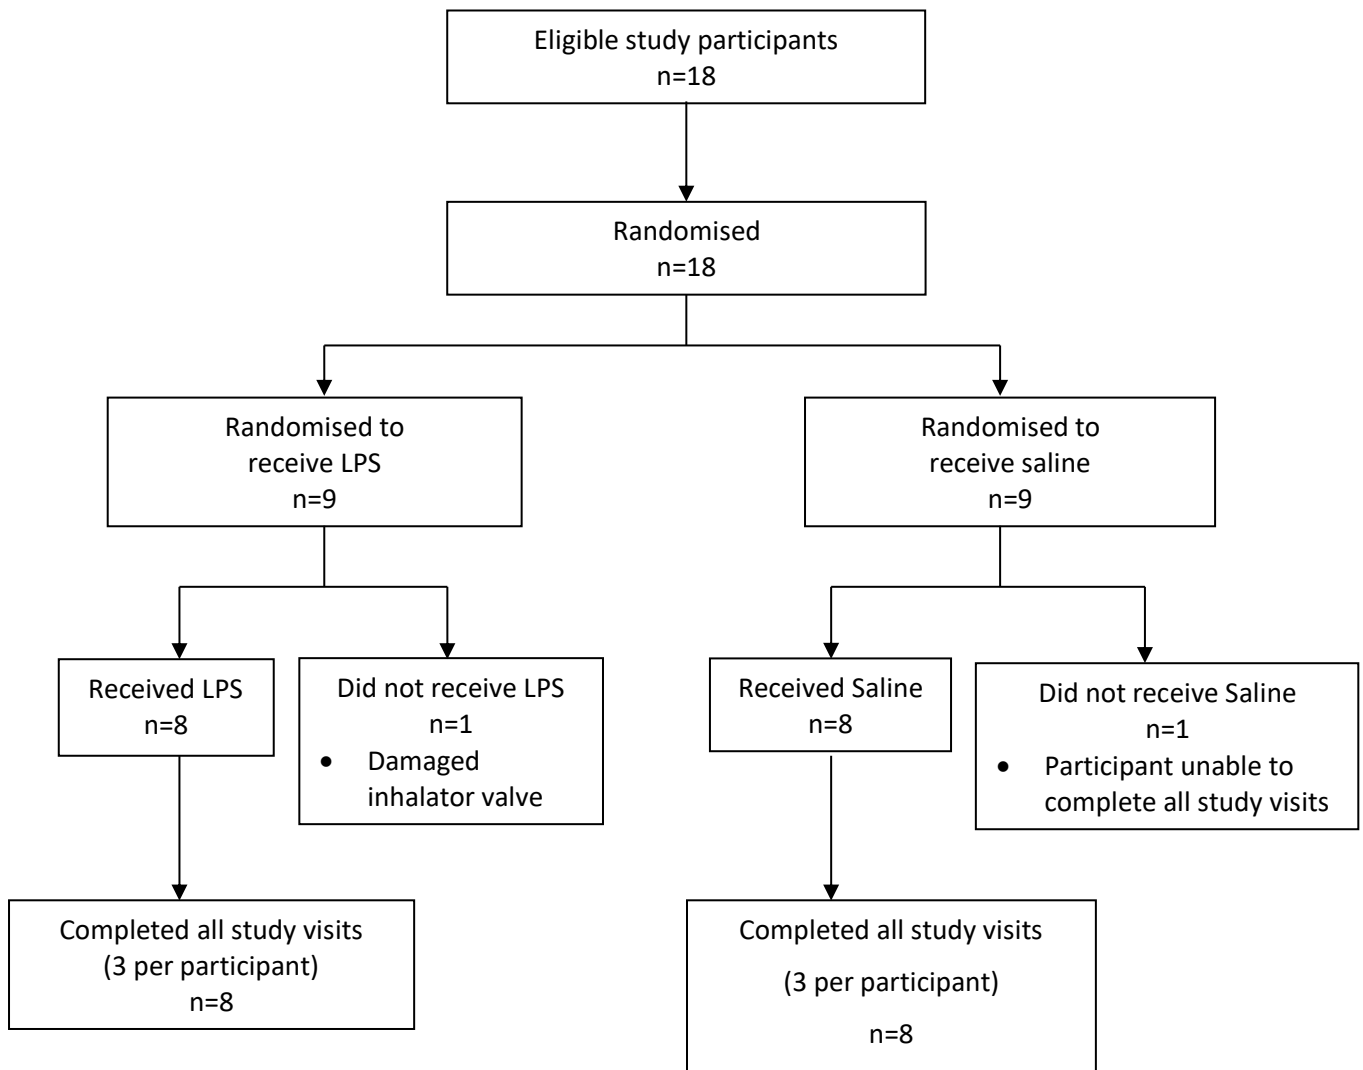 Eligible study participants
n=18
Randomised
n=18
Randomised to
receive LPS
n=9
Randomised to
receive saline
n=9
Received LPS
n=8
Did not receive LPS
n=1
• Damaged
inhalator valve
Received Saline
n=8
Did not receive Saline
n=1
• Participant unable to
complete all study visits
Completed all study visits
(3 per participant)
n=8
Completed all study visits
(3 per participant)
n=8